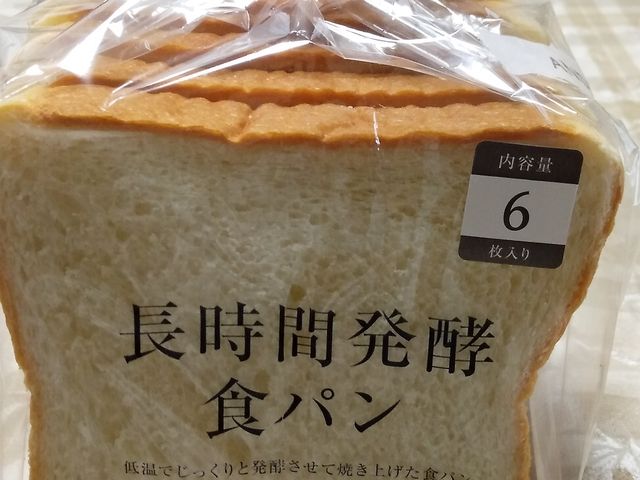 内容量
6
枚入り
長時間発酵
食パン
低温でじっくりと発酵させて焼き上げた食パン